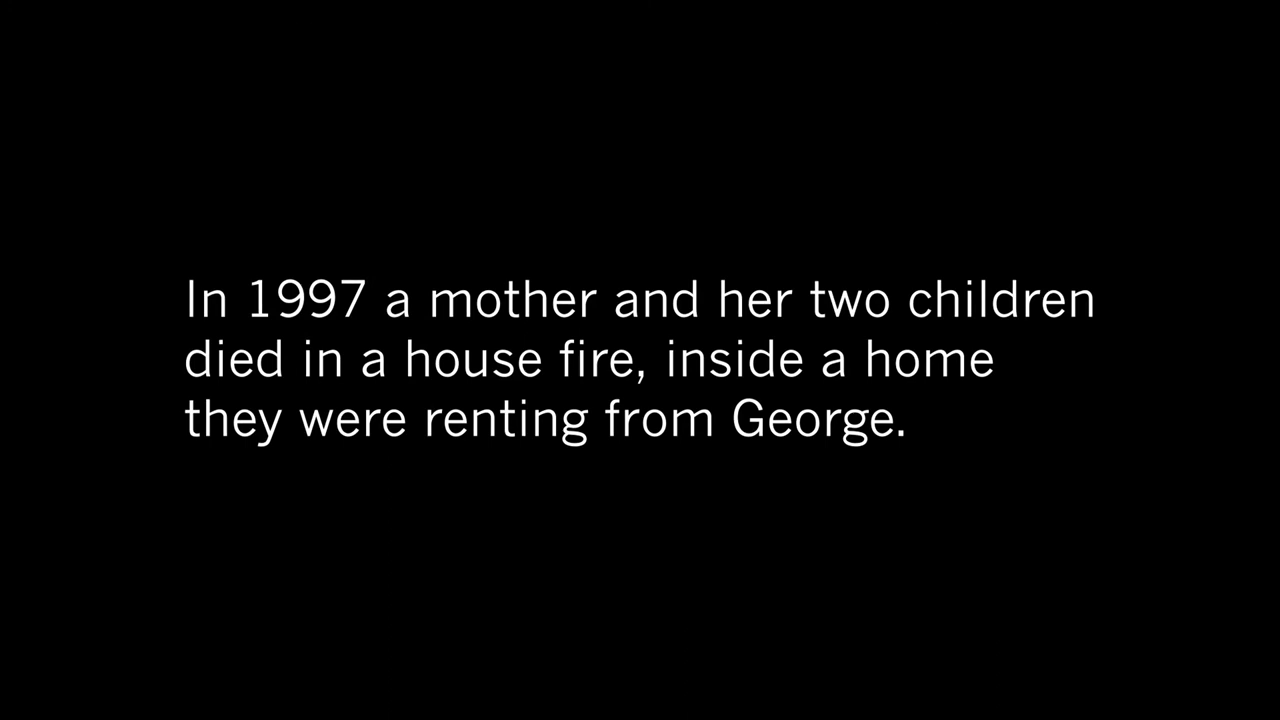 In 1997 a mother and her two children
died in a house fire, inside a home
they were renting from George.